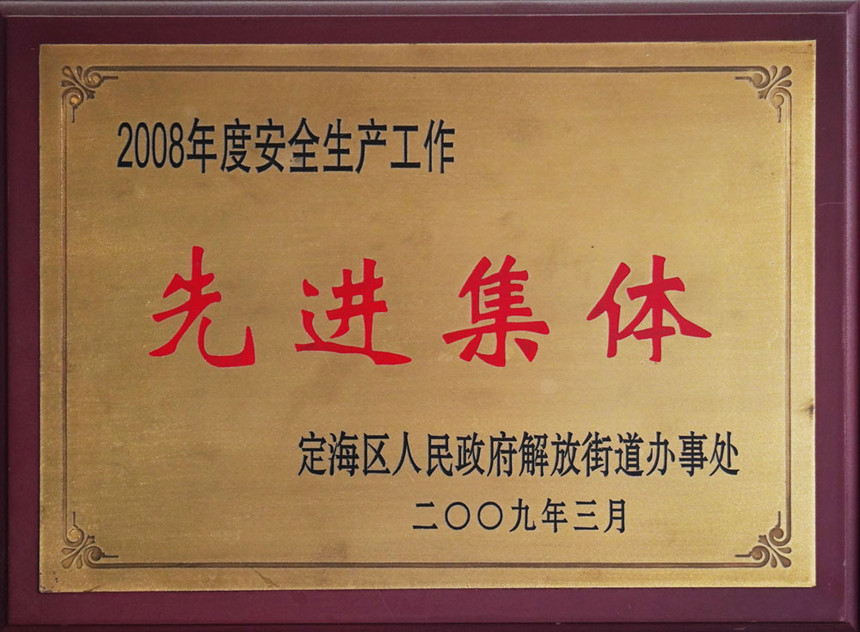 2008年度安全生产工作
先进集体
定海区人民政府解放街道办事处
二〇〇九年三月